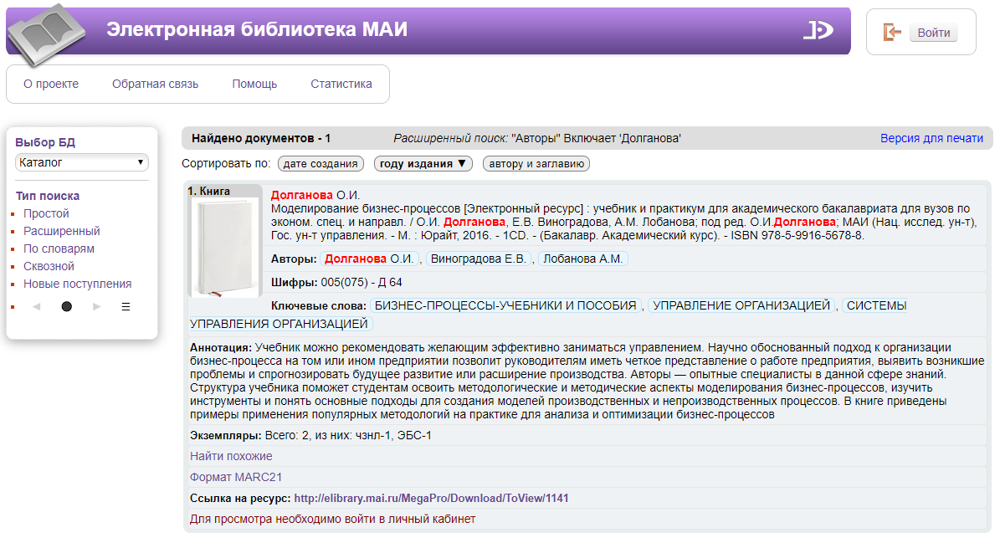 Электронная библиотека МАИ
Войти
О проекте Обратная связь Помощь Статистика
Выбор БД
Каталог
Тип поиска
Простой
Расширенный
По словарям
Сквозной
Новые поступления
Найдено документов - 1 Расширенный поиск: "Авторы" Включает 'Долганова' Версия для печати
Сортировать по: дате создания году издания ▼ автору и заглавию
1. Книга
Долганова О.И.
Моделирование бизнес-процессов [Электронный ресурс] : учебник и практикум для академического бакалавриата для вузов по
эконом. спец. и направл. / О.И. Долганова, Е.В. Виноградова, А.М. Лобанова; под ред. О.И.Долганова; МАИ (Нац. исслед. ун-т),
Гос. ун-т управления. - М. : Юрайт, 2016. - 1CD. - (Бакалавр. Академический курс). - ISBN 978-5-9916-5678-8.
Авторы: Долганова О.И. , Виноградова Е.В. , Лобанова А.М.
Шифры: 005(075) - Д 64
Ключевые слова: БИЗНЕС-ПРОЦЕССЫ-УЧЕБНИКИ И ПОСОБИЯ , УПРАВЛЕНИЕ ОРГАНИЗАЦИЕЙ , СИСТЕМЫ
УПРАВЛЕНИЯ ОРГАНИЗАЦИЕЙ
Аннотация: Учебник можно рекомендовать желающим эффективно заниматься управлением. Научно обоснованный подход к организации
бизнес-процесса на том или ином предприятии позволит руководителям иметь четкое представление о работе предприятия, выявить возникшие
проблемы и спрогнозировать будущее развитие или расширение производства. Авторы — опытные специалисты в данной сфере знаний.
Структура учебника поможет студентам освоить методологические и методические аспекты моделирования бизнес-процессов, изучить
инструменты и понять основные подходы для создания моделей производственных и непроизводственных процессов. В книге приведены
примеры применения популярных методологий на практике для анализа и оптимизации бизнес-процессов
Экземпляры: Всего: 2, из них: чзнл-1, ЭБС-1
Найти похожие
Формат MARC21
Ссылка на ресурс: http://elibrary.mai.ru/MegaPro/Download/ToView/1141
Для просмотра необходимо войти в личный кабинет